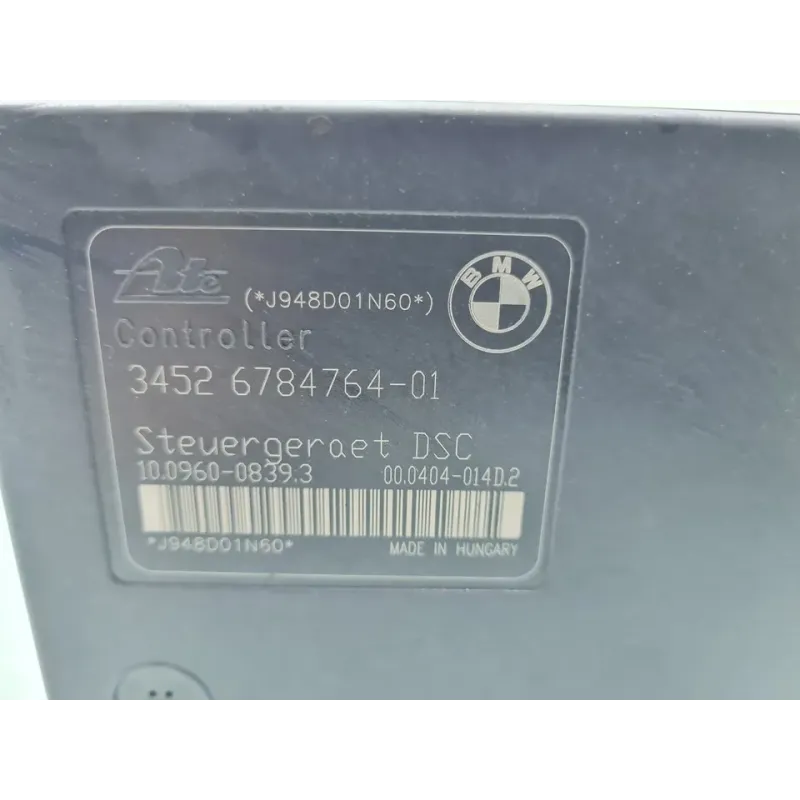 Ate
(*J948D01N60*)
BMW
Controller
3452 6784764-01
Steuergeraet DSC
10.0960-0839.3 00.0404-014D.2
*J948D01N60*
MADE IN HUNGARY